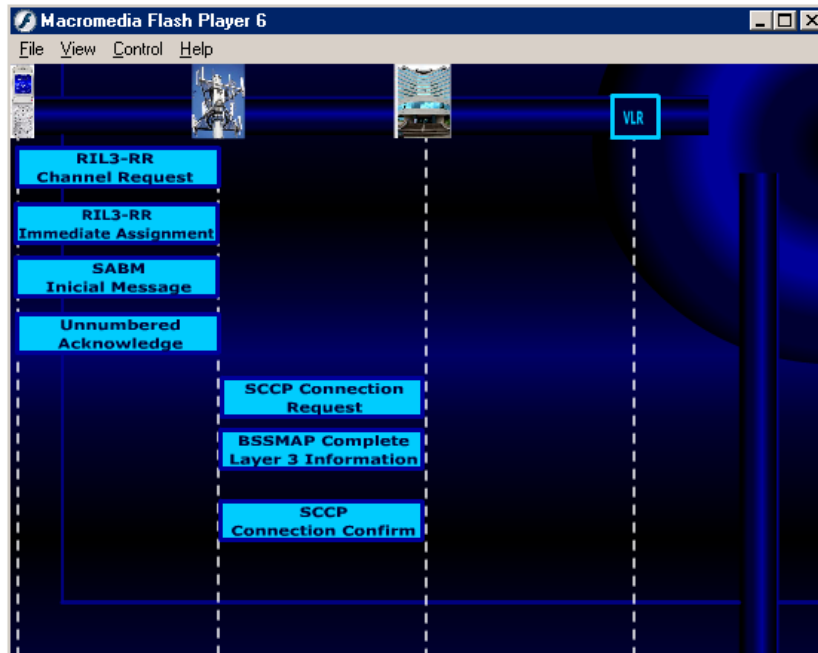 Macromedia Flash Player 6
File View Control Help
VLR
RIL3-RR
Channel Request
RIL3-RR
Immediate Assignment
SABM
Inicial Message
Unnumbered
Acknowledge
SCCP Connection
Request
BSSMAP Complete
Layer 3 Information
SCCP
Connection Confirm